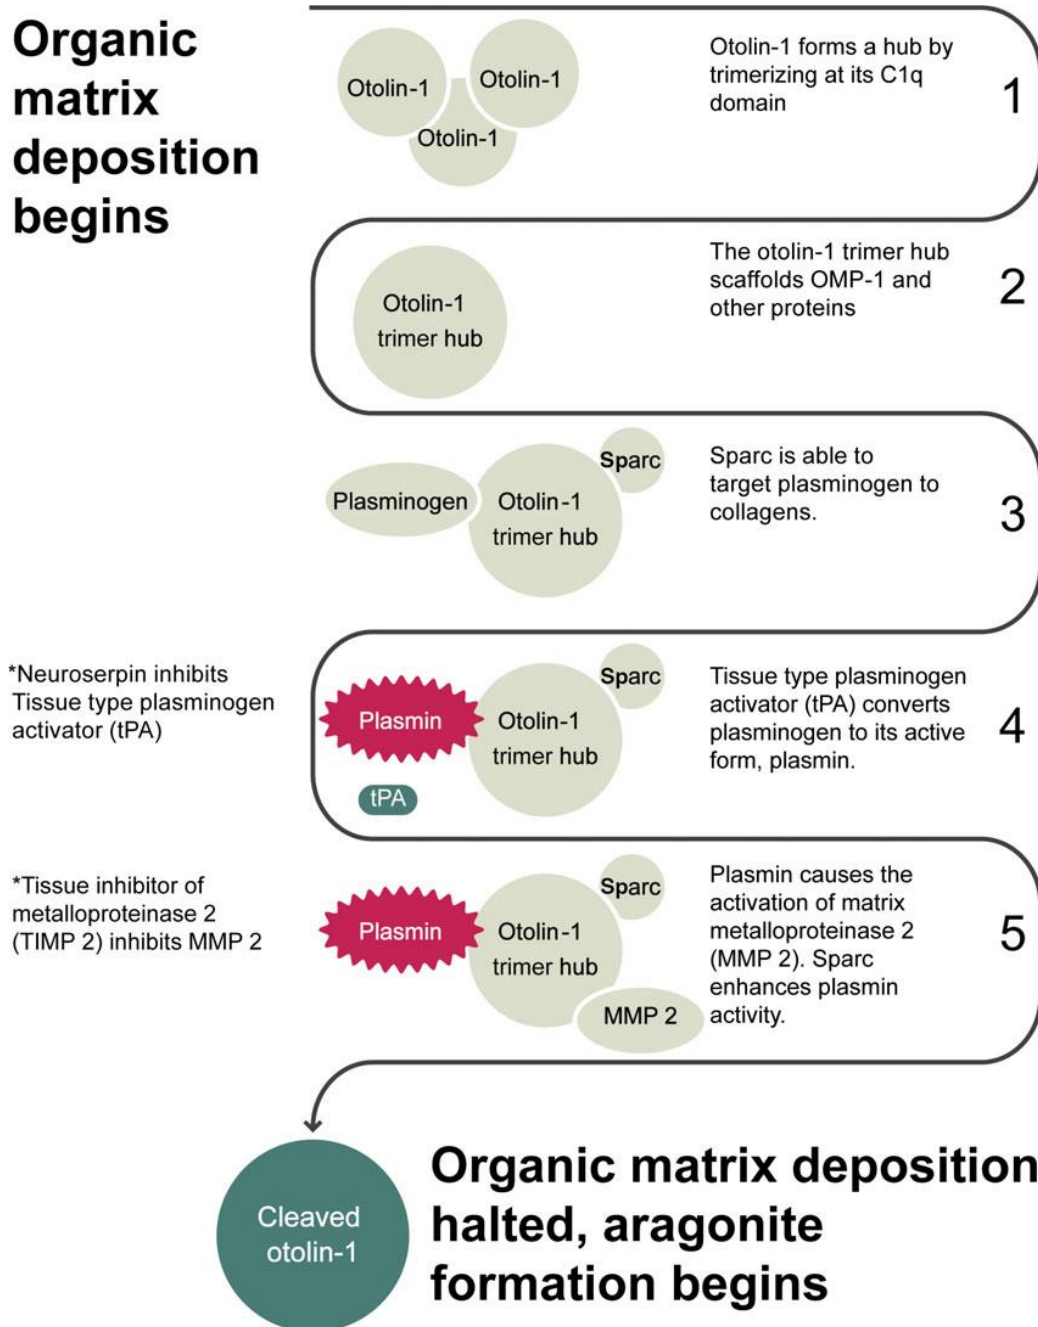 Organic
matrix
deposition
begins
Otolin-1
Otolin-1
Otolin-1
Otolin-1 forms a hub by
trimerizing at its C1q
domain
1
Otolin-1
trimer hub
The otolin-1 trimer hub
scaffolds OMP-1 and
other proteins
2
Plasminogen
Otolin-1
trimer hub
Sparc
Sparc is able to
target plasminogen to
collagens.
3
*Neuroserpin inhibits
Tissue type plasminogen
activator (tPA)
Plasmin
tPA
Otolin-1
trimer hub
Sparc
Tissue type plasminogen
activator (tPA) converts
plasminogen to its active
form, plasmin.
4
*Tissue inhibitor of
metalloproteinase 2
(TIMP 2) inhibits MMP 2
Plasmin
Otolin-1
trimer hub
Sparc
MMP 2
Plasmin causes the
activation of matrix
metalloproteinase 2
(MMP 2). Sparc
enhances plasmin
activity.
5
Cleaved
otolin-1
Organic matrix deposition
halted, aragonite
formation begins